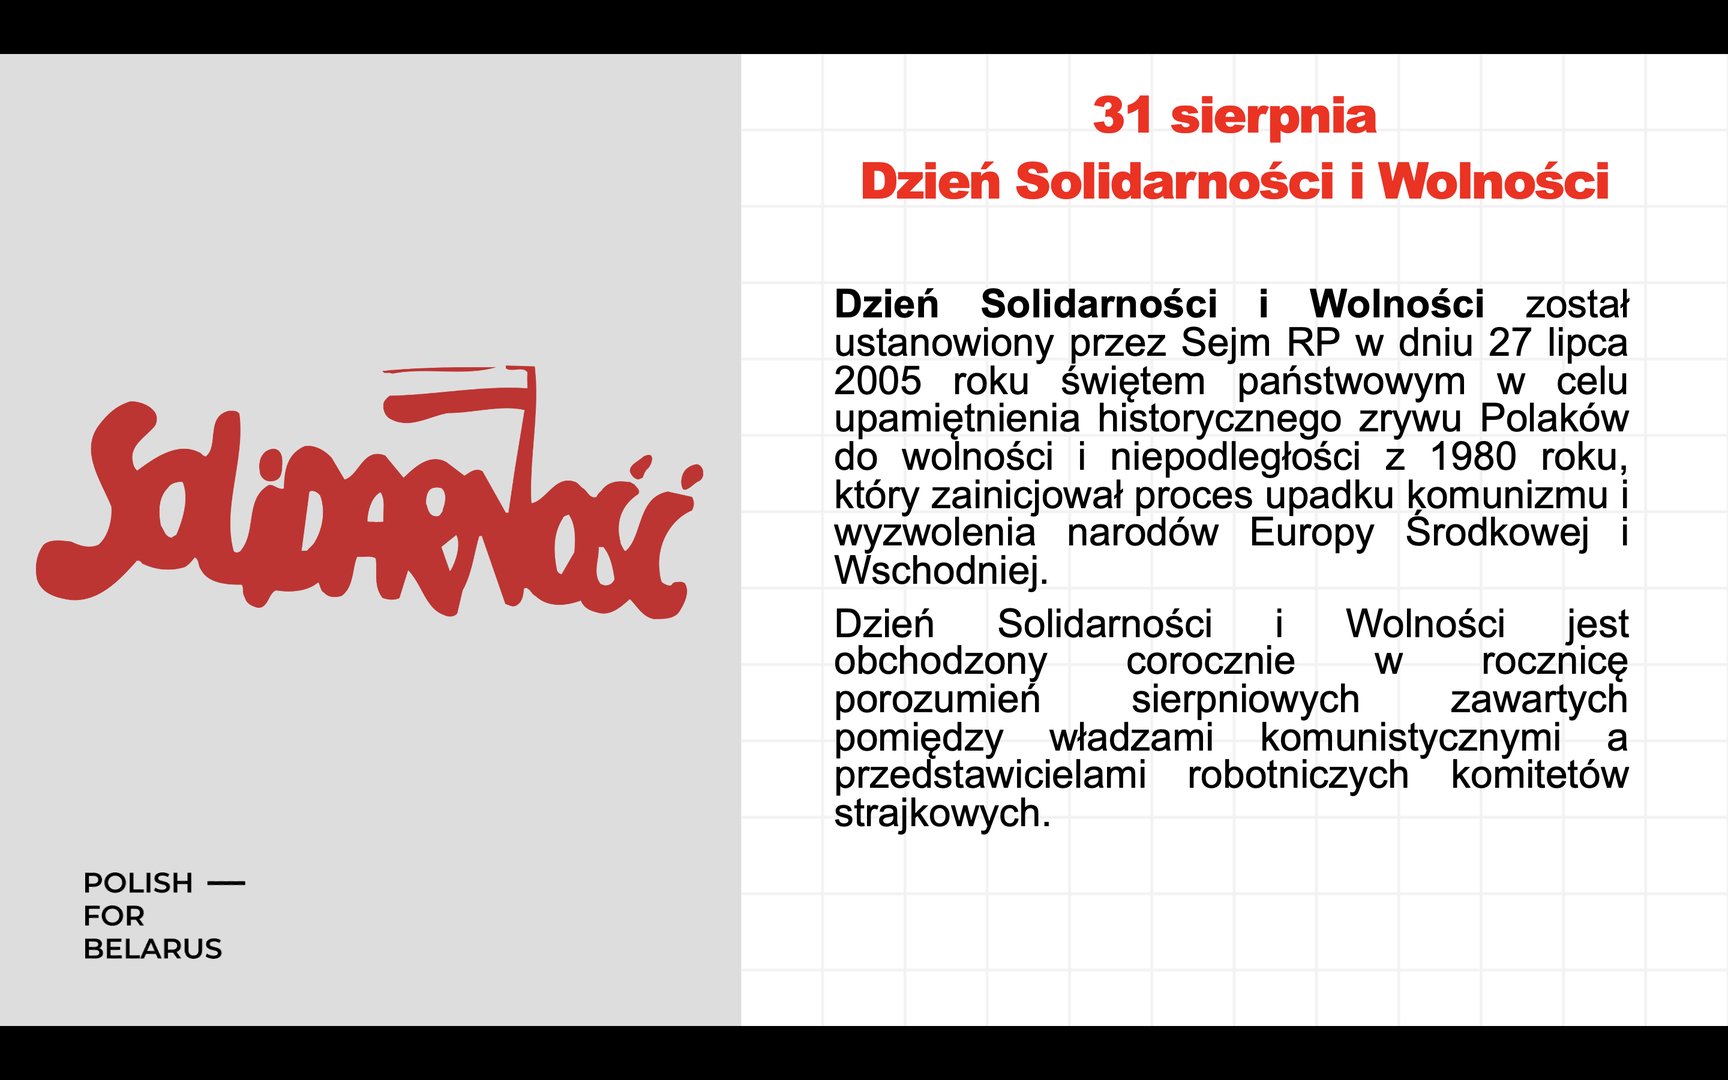 SOLIDARNOŚĆ
POLISH —
FOR
BELARUS
31 sierpnia
Dzień Solidarności i Wolności
Dzień Solidarności i Wolności został
ustanowiony przez Sejm RP w dniu 27 lipca
2005 roku świętem państwowym w celu
upamiętnienia historycznego zrywu Polaków
do wolności i niepodległości z 1980 roku,
który zainicjował proces upadku komunizmu i
wyzwolenia narodów Europy Środkowej i
Wschodniej.
Dzień Solidarności i Wolności jest
obchodzony corocznie w rocznicę
porozumień sierpniowych zawartych
pomiędzy władzami komunistycznymi a
przedstawicielami robotniczych komitetów
strajkowych.